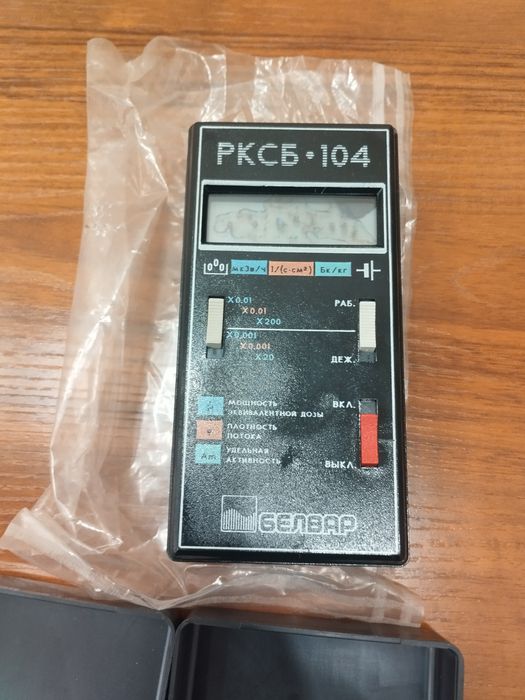 РКСБ•104
мкЗв/ч 1/(с·см²) Бк/кг
Х0.01
Х0.01
Х200
Х0.001
Х0.001
Х20
РАБ.
ДЕЖ.
МОЩНОСТЬ
ЭКВИВАЛЕНТНОЙ ДОЗЫ
ПЛОТНОСТЬ
ПОТОКА
Am УДЕЛЬНАЯ
АКТИВНОСТЬ
ВКЛ.
ВЫКЛ.
БЕЛВАР